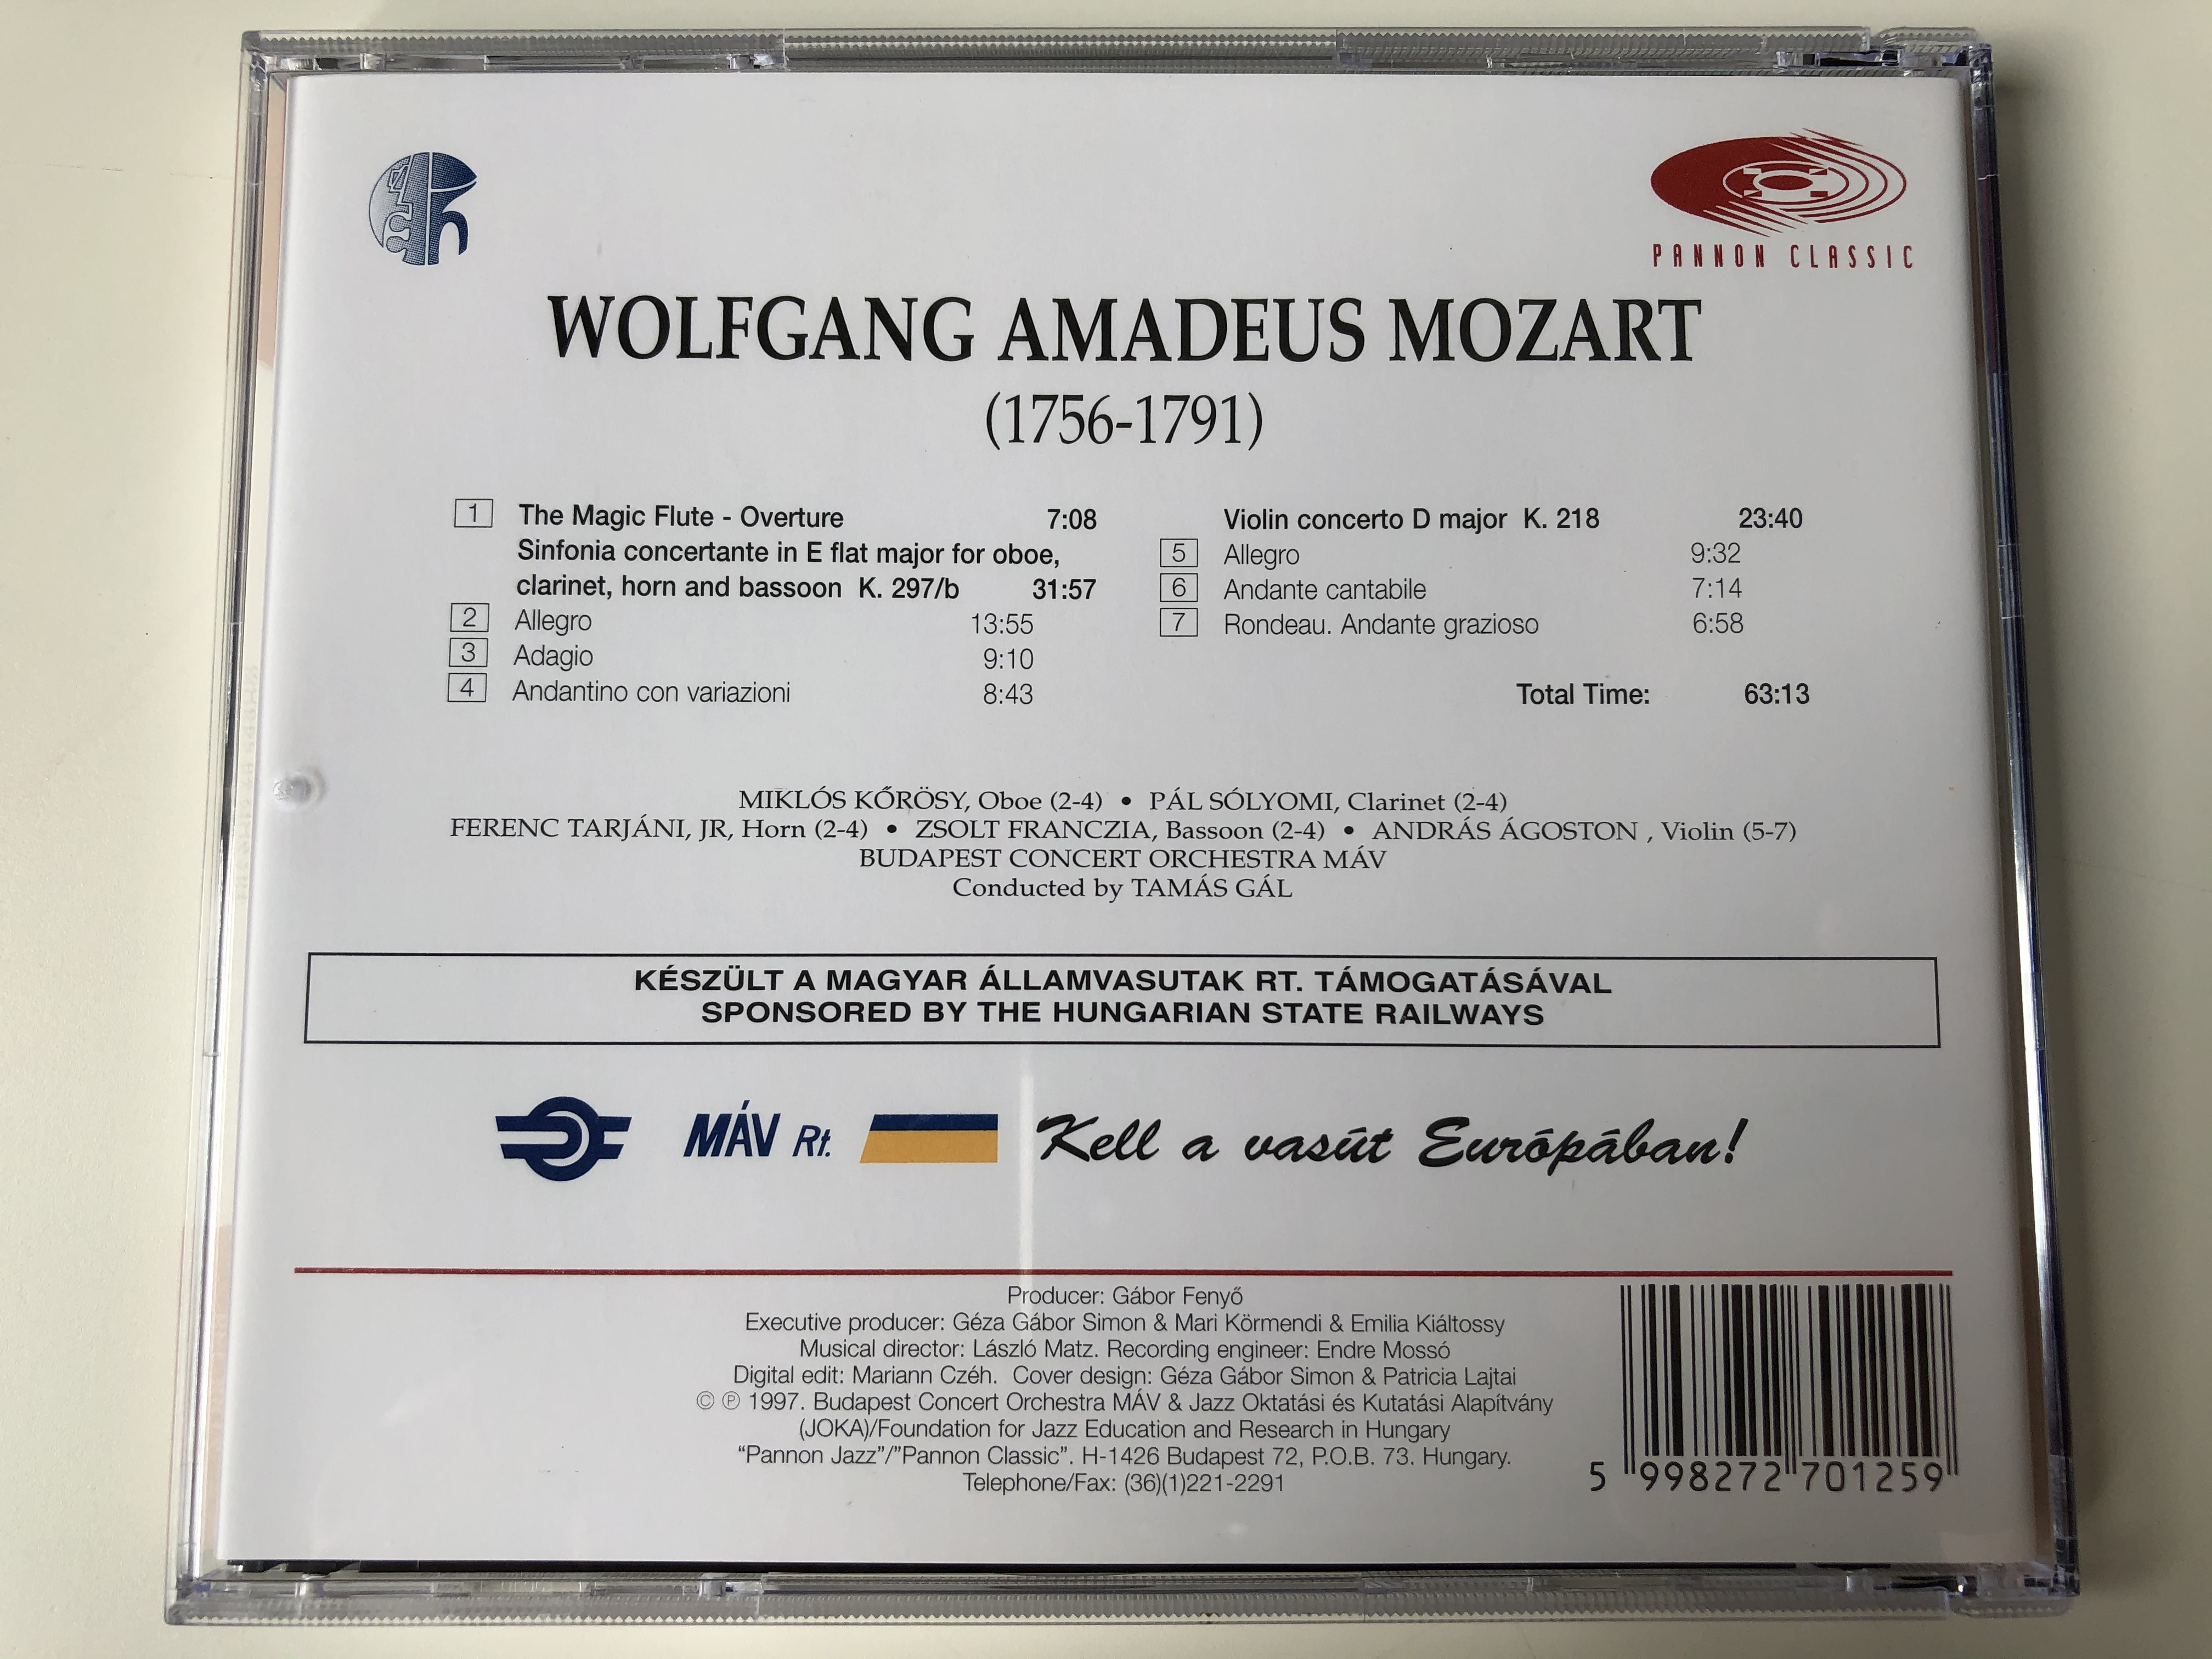 PANNON CLASSIC
WOLFGANG AMADEUS MOZART
(1756-1791)
1 The Magic Flute - Overture 7:08
Sinfonia concertante in E flat major for oboe,
clarinet, horn and bassoon K. 297/b 31:57
2 Allegro 13:55
3 Adagio 9:10
4 Andantino con variazioni 8:43
Violin concerto D major K. 218 23:40
5 Allegro 9:32
6 Andante cantabile 7:14
7 Rondeau. Andante grazioso 6:58
Total Time: 63:13
MIKLÓS KŐRÖSY, Oboe (2-4) • PÁL SÓLYOMI, Clarinet (2-4)
FERENC TARJÁNI, JR, Horn (2-4) • ZSOLT FRANCZIA, Bassoon (2-4) • ANDRÁS ÁGOSTON , Violin (5-7)
BUDAPEST CONCERT ORCHESTRA MÁV
Conducted by TAMÁS GÁL
KÉSZÜLT A MAGYAR ÁLLAMVASUTAK RT. TÁMOGATÁSÁVAL
SPONSORED BY THE HUNGARIAN STATE RAILWAYS
MÁV Rt. Kell a vasút Európában!
Producer: Gábor Fenyő
Executive producer: Géza Gábor Simon & Mari Körmendi & Emilia Kiáltossy
Musical director: László Matz. Recording engineer: Endre Mossó
Digital edit: Mariann Czéh. Cover design: Géza Gábor Simon & Patricia Lajtai
© ℗ 1997. Budapest Concert Orchestra MÁV & Jazz Oktatási és Kutatási Alapítvány
(JOKA)/Foundation for Jazz Education and Research in Hungary
“Pannon Jazz”/”Pannon Classic”. H-1426 Budapest 72, P.O.B. 73. Hungary.
Telephone/Fax: (36)(1)221-2291
5 998272 701259